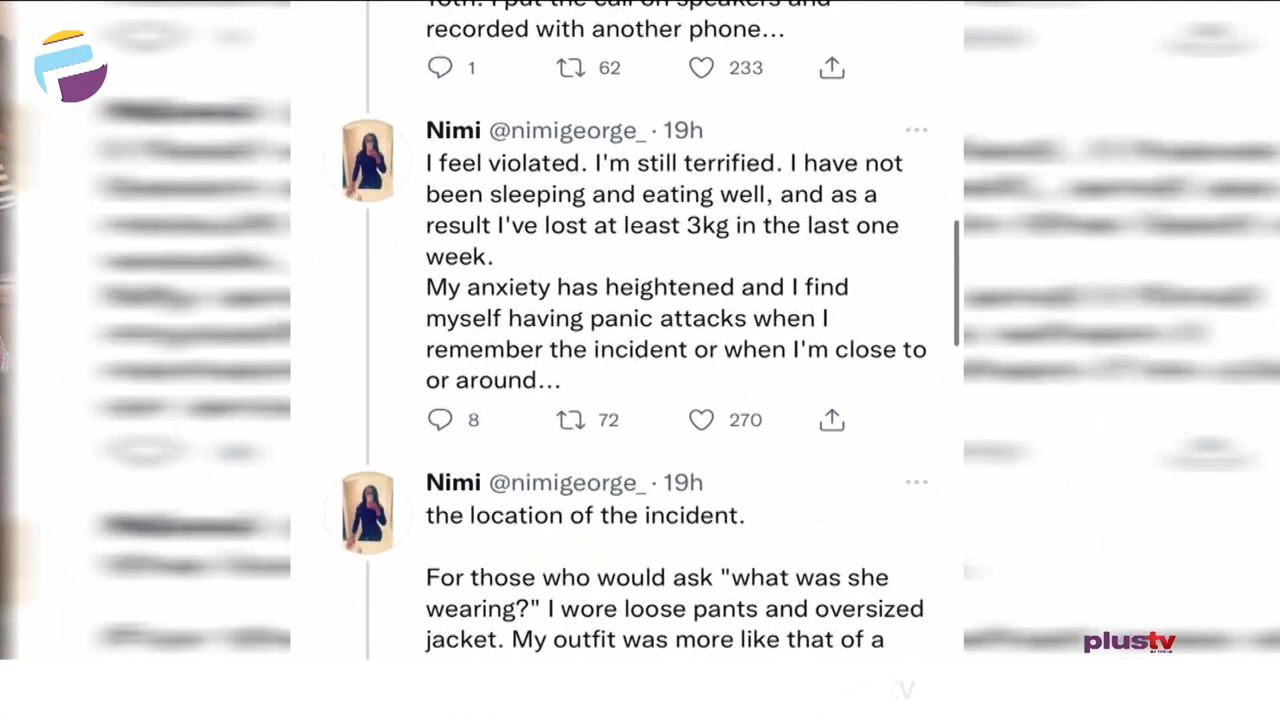 recorded with another phone...
1 62 233
Nimi @nimigeorge_ · 19h
I feel violated. I'm still terrified. I have not
been sleeping and eating well, and as a
result I've lost at least 3kg in the last one
week.
My anxiety has heightened and I find
myself having panic attacks when I
remember the incident or when I'm close to
or around...
8 72 270
Nimi @nimigeorge_ · 19h
the location of the incident.
For those who would ask "what was she
wearing?" I wore loose pants and oversized
jacket. My outfit was more like that of a
plustv